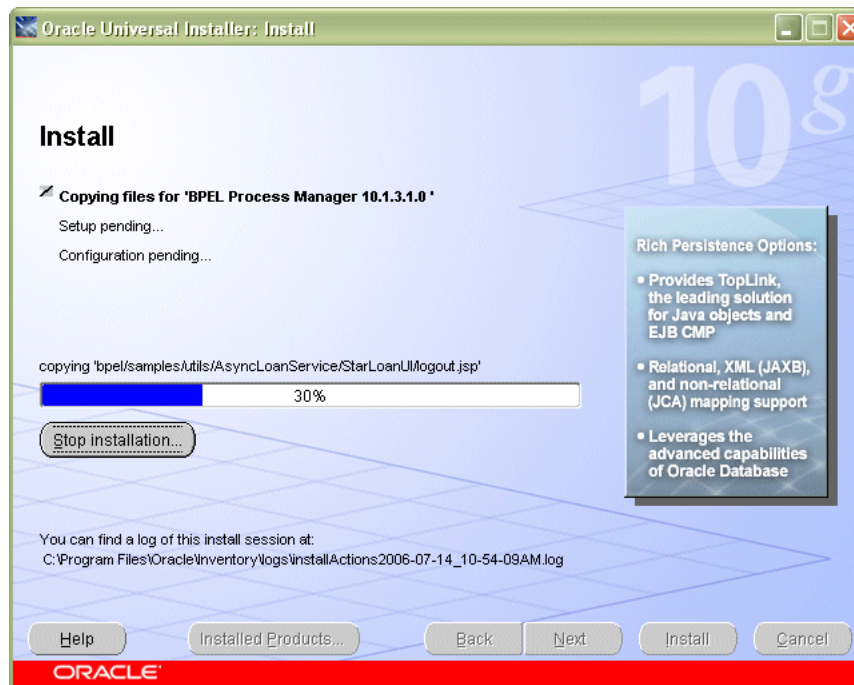 Oracle Universal Installer: Install
10g
Install
Copying files for 'BPEL Process Manager 10.1.3.1.0 '
Setup pending...
Configuration pending...
copying 'bpel/samples/utils/AsyncLoanService/StarLoanUI/logout.jsp'
30%
Stop installation...
Rich Persistence Options:
• Provides TopLink,
the leading solution
for Java objects and
EJB CMP
• Relational, XML (JAXB),
and non-relational
(JCA) mapping support
• Leverages the
advanced capabilities
of Oracle Database
You can find a log of this install session at:
C:\Program Files\Oracle\Inventory\logs\installActions2006-07-14_10-54-09AM.log
Help
Installed Products...
Back
Next
Install
Cancel
ORACLE